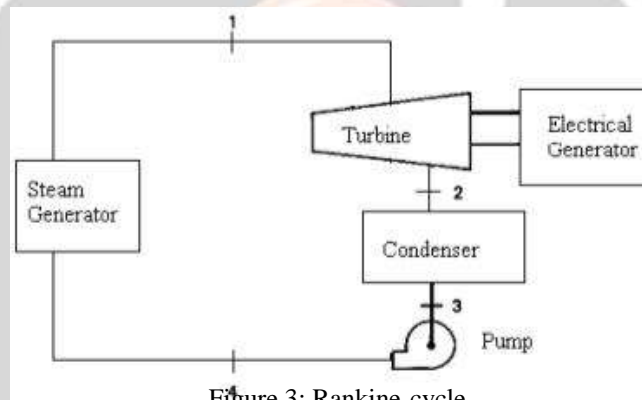 1
Turbine
Electrical
Generator
Steam
Generator
2
Condenser
3
Pump
4
Figure 3: Rankine cycle